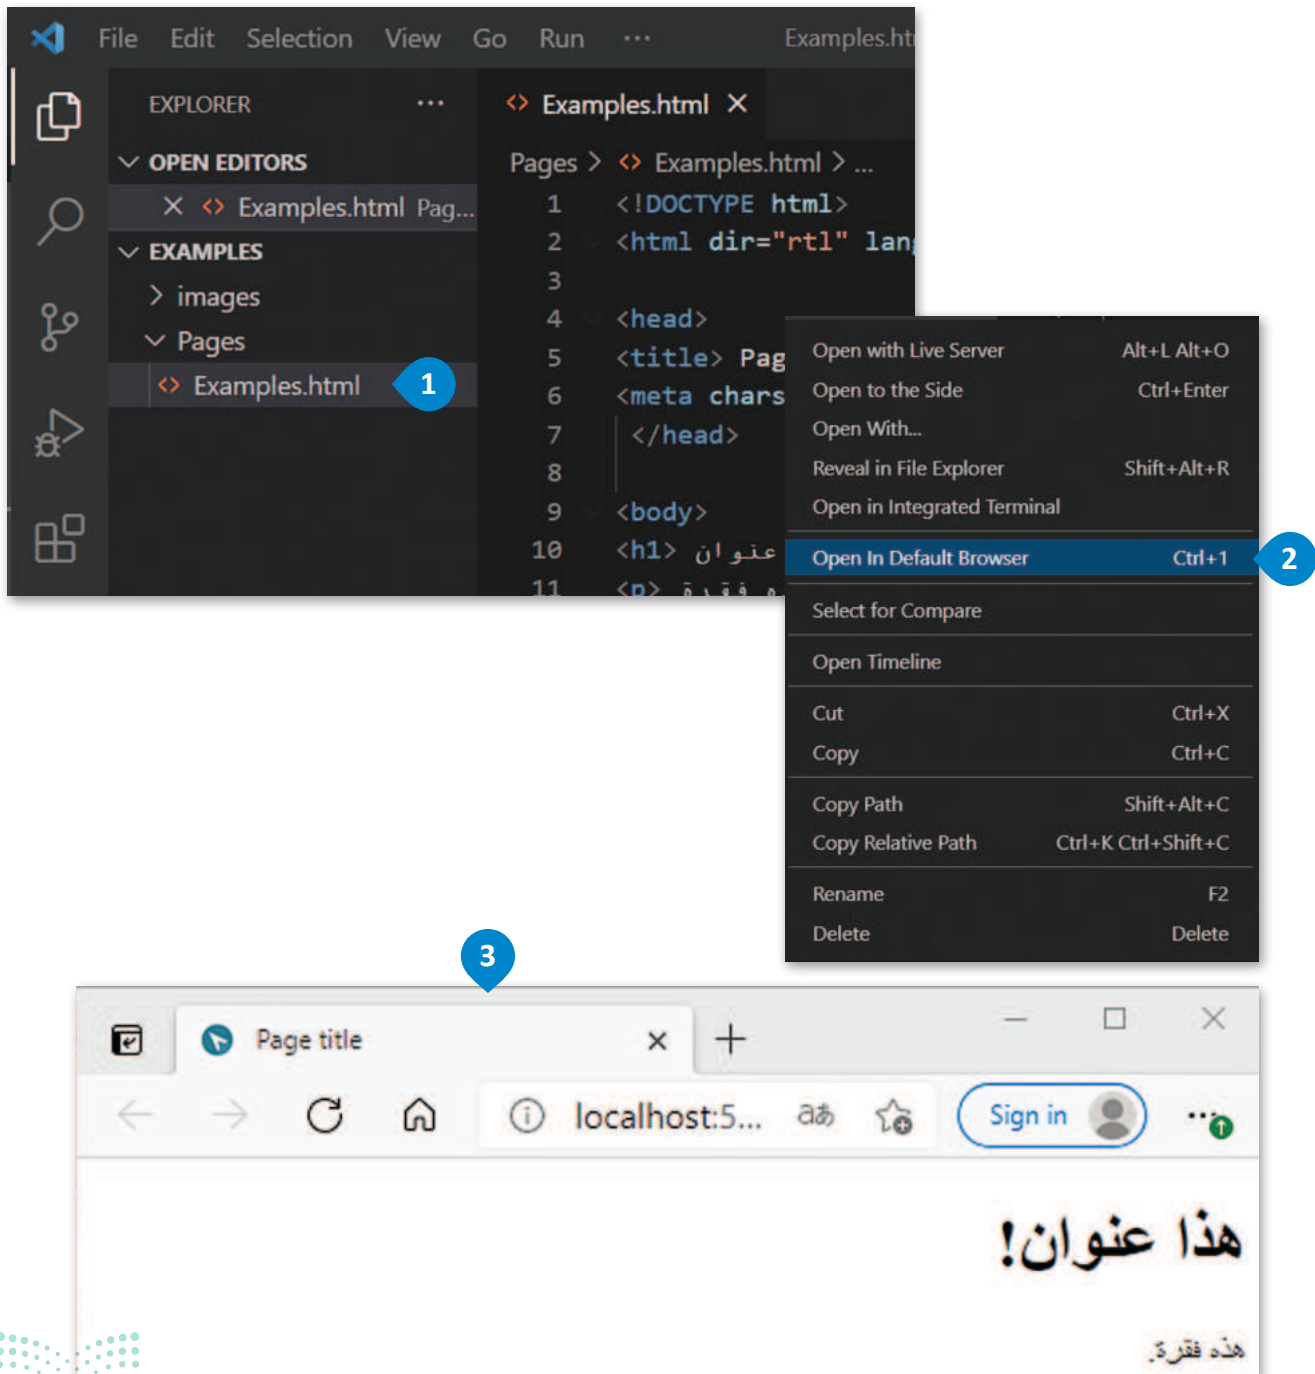 File Edit Selection View Go Run ··· Examples.ht
EXPLORER ···
OPEN EDITORS
Examples.html Pag...
EXAMPLES
images
Pages
Examples.html
1
Examples.html
Pages > Examples.html > ...
1 <!DOCTYPE html>
2 <html dir="rtl" lan
3
4 <head>
5 <title> Pag
6 <meta chars
7 </head>
8
9 <body>
10 <h1> عنوان
11 <p> ه فقرة
Open with Live Server Alt+L Alt+O
Open to the Side Ctrl+Enter
Open With...
Reveal in File Explorer Shift+Alt+R
Open in Integrated Terminal
Open In Default Browser Ctrl+1
2
Select for Compare
Open Timeline
Cut Ctrl+X
Copy Ctrl+C
Copy Path Shift+Alt+C
Copy Relative Path Ctrl+K Ctrl+Shift+C
Rename F2
Delete Delete
3
Page title
localhost:5... aあ Sign in ...
هذا عنوان!
هذه فقرة.